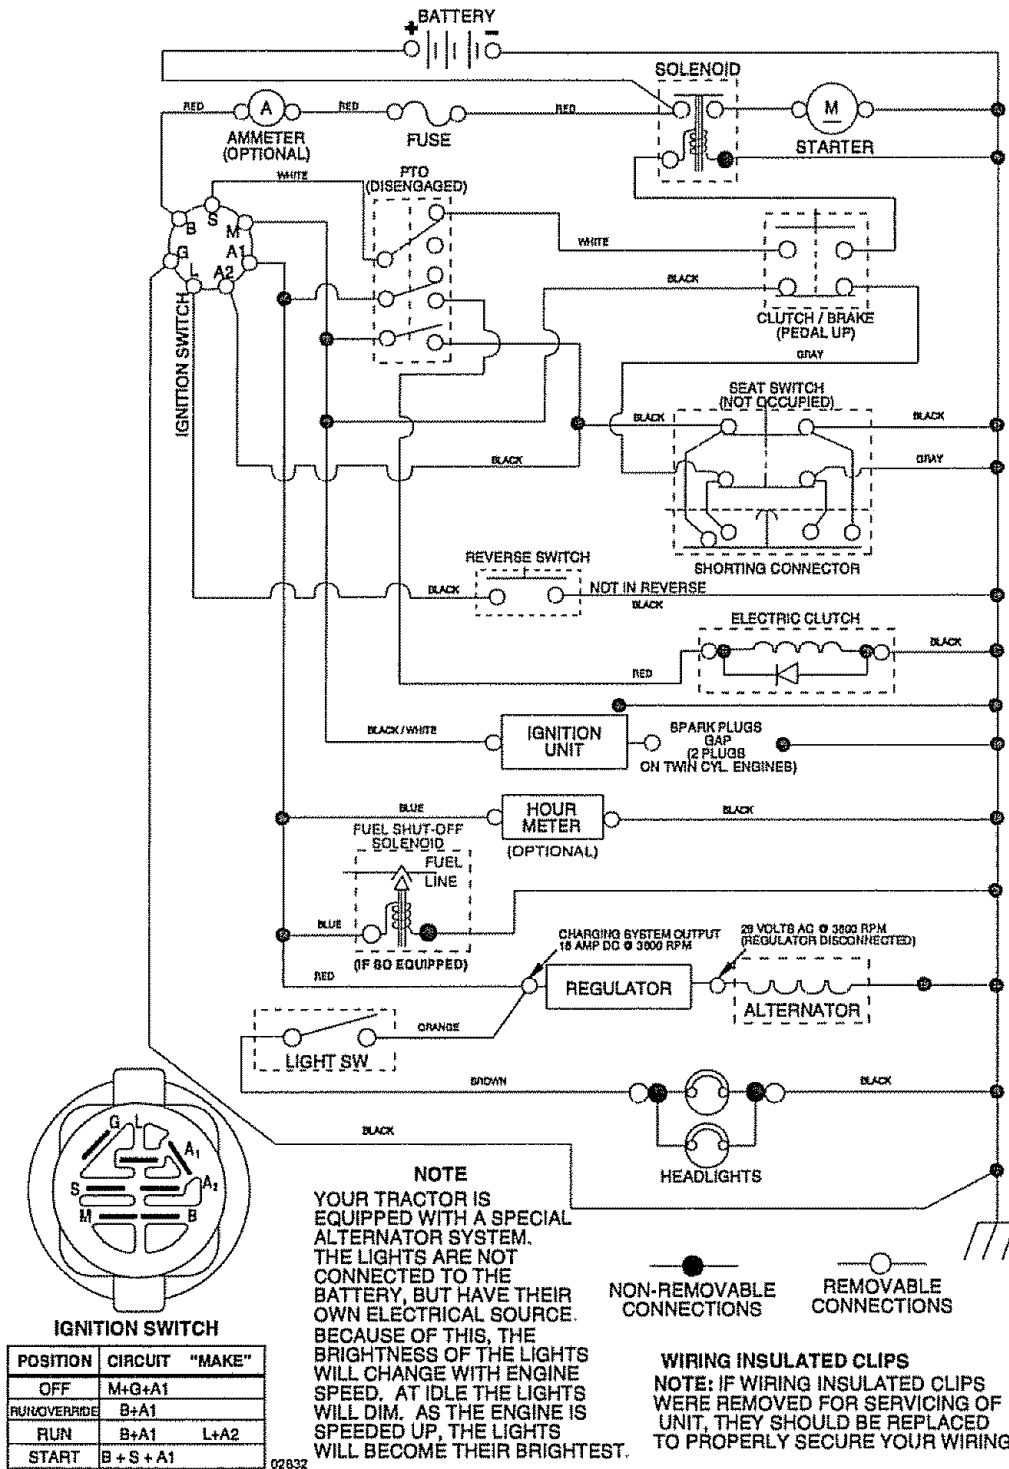 BATTERY
+ −
SOLENOID
RED
A
RED
RED
M
AMMETER
(OPTIONAL)
FUSE
STARTER
WHITE
PTO
(DISENGAGED)
B
S
M
G
L
A2
A1
IGNITION SWITCH
WHITE
BLACK
CLUTCH / BRAKE
(PEDAL UP)
GRAY
SEAT SWITCH
(NOT OCCUPIED)
BLACK
BLACK
BLACK
GRAY
SHORTING CONNECTOR
REVERSE SWITCH
BLACK
NOT IN REVERSE
BLACK
ELECTRIC CLUTCH
BLACK
RED
BLACK / WHITE
IGNITION
UNIT
SPARK PLUGS
GAP
(2 PLUGS
ON TWIN CYL. ENGINES)
BLUE
HOUR
METER
(OPTIONAL)
BLACK
FUEL SHUT-OFF
SOLENOID
FUEL
LINE
BLUE
(IF SO EQUIPPED)
CHARGING SYSTEM OUTPUT
15 AMP DC @ 3600 RPM
28 VOLTS AC @ 3600 RPM
(REGULATOR DISCONNECTED)
RED
REGULATOR
ALTERNATOR
LIGHT SW
ORANGE
BROWN
BLACK
BLACK
HEADLIGHTS
G
L
A1
A2
S
M
B
IGNITION SWITCH
POSITION CIRCUIT "MAKE"
OFF M+G+A1
RUN/OVERRIDE B+A1
RUN B+A1 L+A2
START B + S + A1
02832
NOTE
YOUR TRACTOR IS
EQUIPPED WITH A SPECIAL
ALTERNATOR SYSTEM.
THE LIGHTS ARE NOT
CONNECTED TO THE
BATTERY, BUT HAVE THEIR
OWN ELECTRICAL SOURCE.
BECAUSE OF THIS, THE
BRIGHTNESS OF THE LIGHTS
WILL CHANGE WITH ENGINE
SPEED. AT IDLE THE LIGHTS
WILL DIM. AS THE ENGINE IS
SPEEDED UP, THE LIGHTS
WILL BECOME THEIR BRIGHTEST.
NON-REMOVABLE
CONNECTIONS
REMOVABLE
CONNECTIONS
WIRING INSULATED CLIPS
NOTE: IF WIRING INSULATED CLIPS
WERE REMOVED FOR SERVICING OF
UNIT, THEY SHOULD BE REPLACED
TO PROPERLY SECURE YOUR WIRING